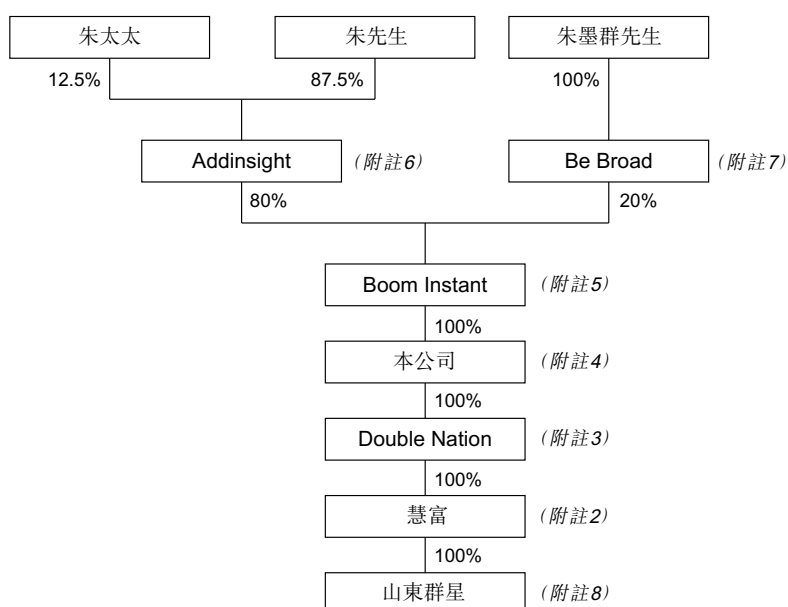 朱太太 朱先生 朱墨群先生
12.5% 87.5% 100%
Addinsight (附註6) Be Broad (附註7)
80% 20%
Boom Instant (附註5)
100%
本公司 (附註4)
100%
Double Nation (附註3)
100%
慧富 (附註2)
100%
山東群星 (附註8)